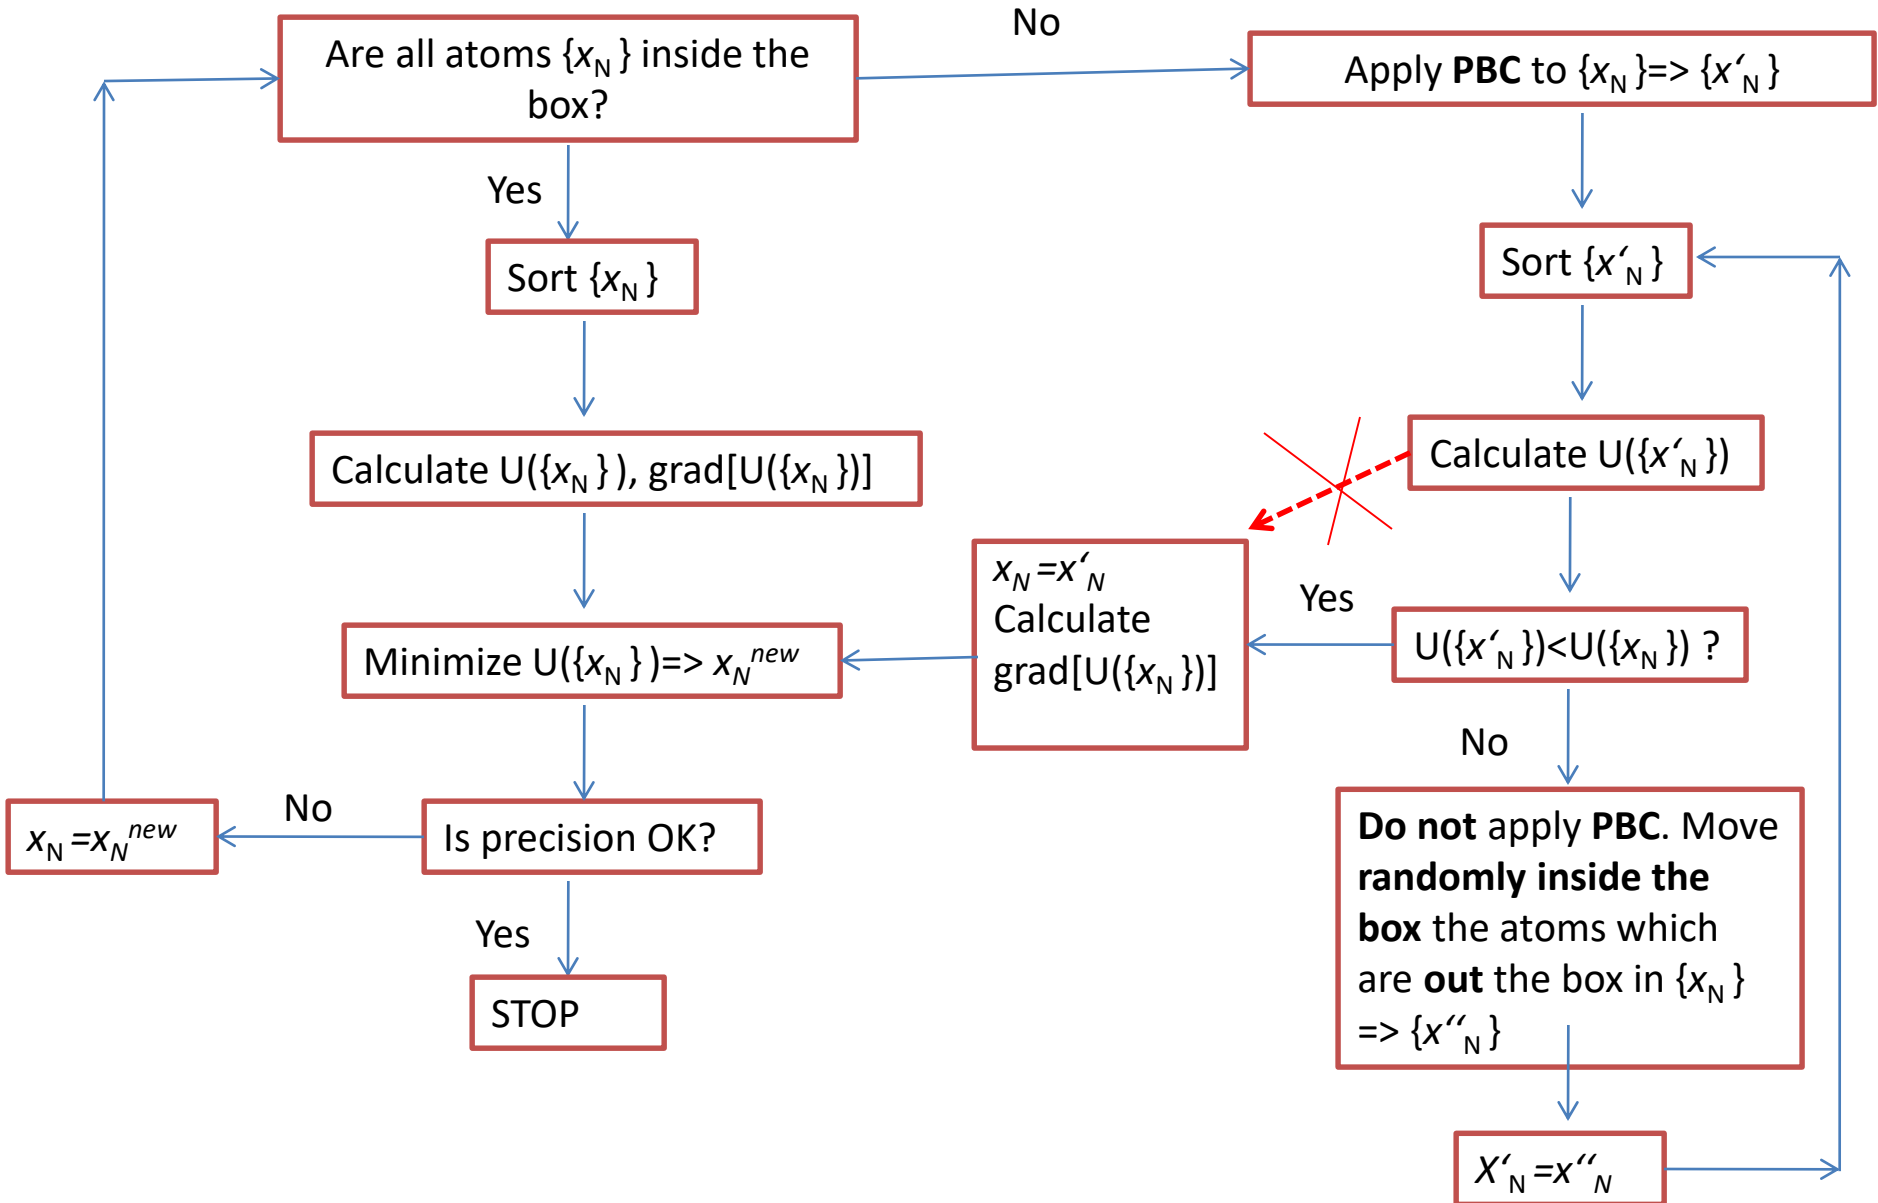 Are all atoms {xN} inside the
box?
No
Apply PBC to {xN}=> {x‘N}
Yes
Sort {xN}
Sort {x‘N}
Calculate U({xN}), grad[U({xN})]
Calculate U({x‘N})
xN=x‘N
Calculate
grad[U({xN})]
Yes
U({x‘N})<U({xN}) ?
Minimize U({xN})=> xNnew
No
xN=xNnew
No
Is precision OK?
Do not apply PBC. Move
randomly inside the
box the atoms which
are out the box in {xN}
=> {x‘‘N}
Yes
STOP
X‘N=x‘‘N